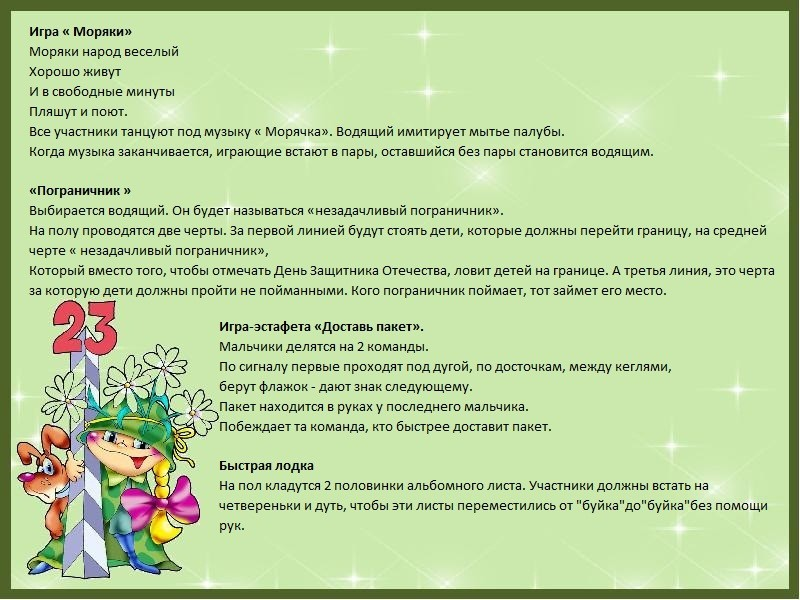 Игра « Моряки»
Моряки народ веселый
Хорошо живут
И в свободные минуты
Пляшут и поют.
Все участники танцуют под музыку « Морячка». Водящий имитирует мытье палубы.
Когда музыка заканчивается, играющие встают в пары, оставшийся без пары становится водящим.
«Пограничник »
Выбирается водящий. Он будет называться «незадачливый пограничник».
На полу проводятся две черты. За первой линией будут стоять дети, которые должны перейти границу, на средней
черте « незадачливый пограничник»,
Который вместо того, чтобы отмечать День Защитника Отечества, ловит детей на границе. А третья линия, это черта
за которую дети должны пройти не пойманными. Кого пограничник поймает, тот займет его место.
23
Игра-эстафета «Доставь пакет».
Мальчики делятся на 2 команды.
По сигналу первые проходят под дугой, по досточкам, между кеглями,
берут флажок - дают знак следующему.
Пакет находится в руках у последнего мальчика.
Побеждает та команда, кто быстрее доставит пакет.
Быстрая лодка
На пол кладутся 2 половинки альбомного листа. Участники должны встать на
четвереньки и дуть, чтобы эти листы переместились от "буйка"до"буйка"без помощи
рук.